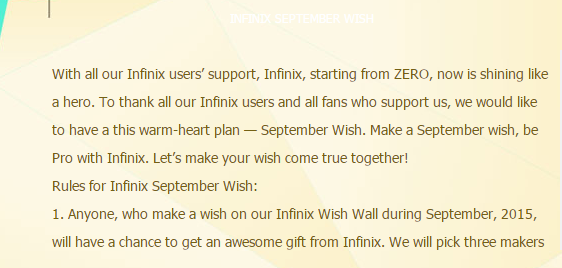 INFINIX SEPTEMBER WISH
With all our Infinix users’ support, Infinix, starting from ZERO, now is shining like
a hero. To thank all our Infinix users and all fans who support us, we would like
to have a this warm-heart plan — September Wish. Make a September wish, be
Pro with Infinix. Let’s make your wish come true together!
Rules for Infinix September Wish:
1. Anyone, who make a wish on our Infinix Wish Wall during September, 2015,
will have a chance to get an awesome gift from Infinix. We will pick three makers